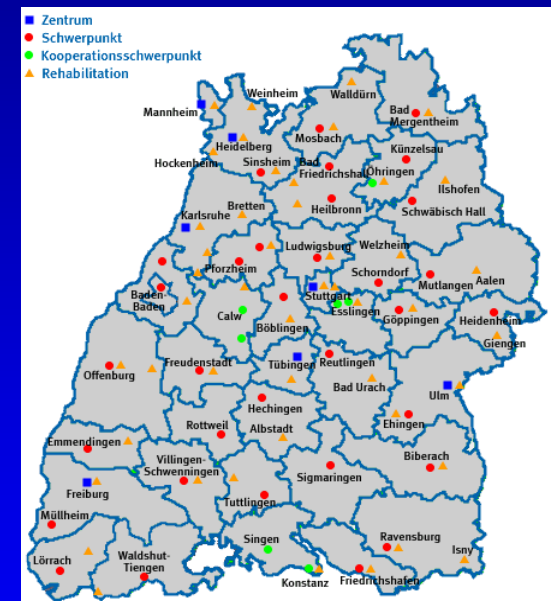 Zentrum
Schwerpunkt
Kooperationsschwerpunkt
Rehabilitation
Weinheim
Mannheim
Walldürn
Bad
Mergentheim
Heidelberg
Mosbach
Künzelsau
Hockenheim
Sinsheim
Bad
Friedrichshall
Öhringen
Ilshofen
Bretten
Heilbronn
Schwäbisch Hall
Karlsruhe
Ludwigsburg
Welzheim
Pforzheim
Schorndorf
Mutlangen
Aalen
Baden-
Baden
Stuttgart
Calw
Esslingen
Böblingen
Göppingen
Heidenheim
Giengen
Offenburg
Freudenstadt
Tübingen
Reutlingen
Bad Urach
Ulm
Hechingen
Ehingen
Rottweil
Albstadt
Emmendingen
Villingen-
Schwenningen
Biberach
Sigmaringen
Freiburg
Tuttlingen
Müllheim
Singen
Ravensburg
Lörrach
Waldshut-
Tiengen
Isny
Konstanz
Friedrichshafen